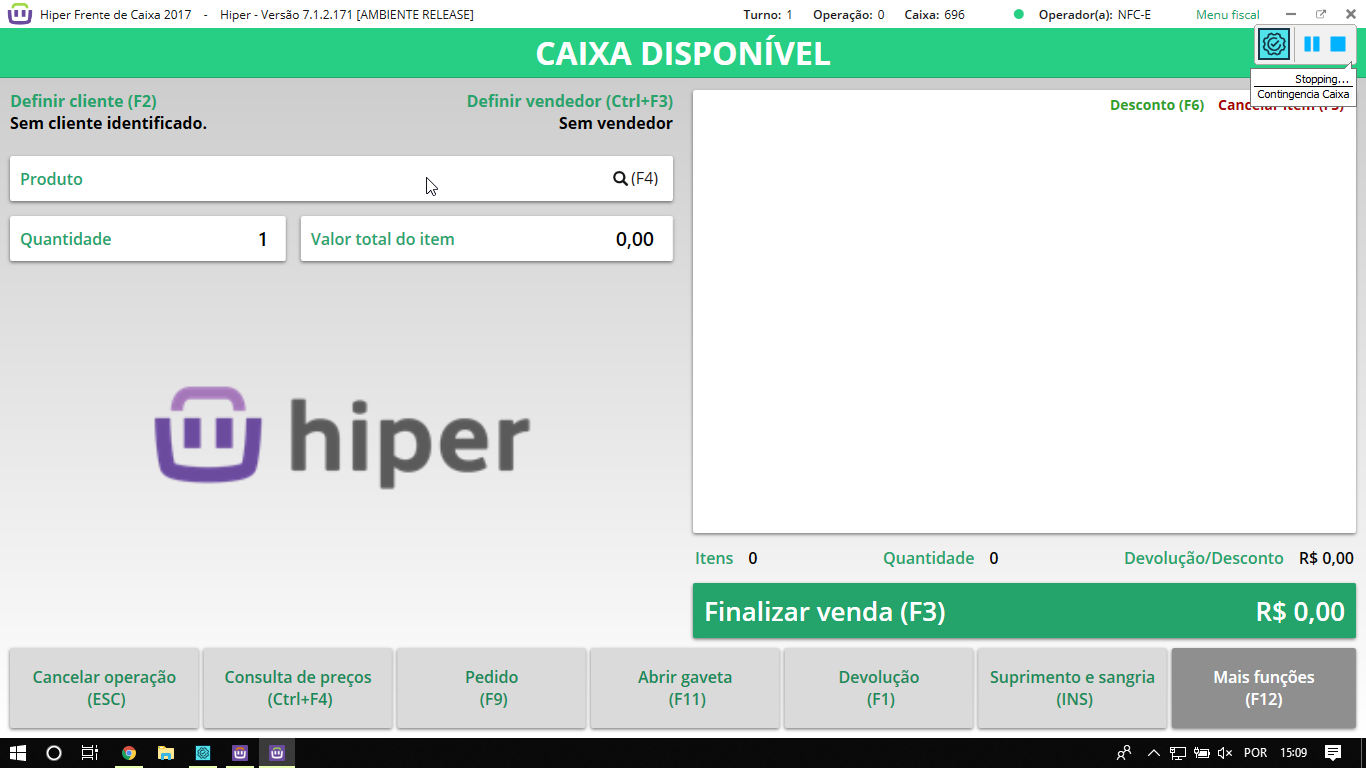 Hiper Frente de Caixa 2017 - Hiper - Versão 7.1.2.171 [AMBIENTE RELEASE] Turno: 1 Operação: 0 Caixa: 696 Operador(a): NFC-E Menu fiscal
CAIXA DISPONÍVEL
Stopping...
Contingencia Caixa
Definir cliente (F2) Definir vendedor (Ctrl+F3)
Sem cliente identificado. Sem vendedor
Desconto (F6) Cancelar item (F5)
Produto (F4)
Quantidade 1 Valor total do item 0,00
hiper
Itens 0 Quantidade 0 Devolução/Desconto R$ 0,00
Finalizar venda (F3) R$ 0,00
Cancelar operação Consulta de preços Pedido Abrir gaveta Devolução Suprimento e sangria Mais funções
(ESC) (Ctrl+F4) (F9) (F11) (F1) (INS) (F12)
POR 15:09